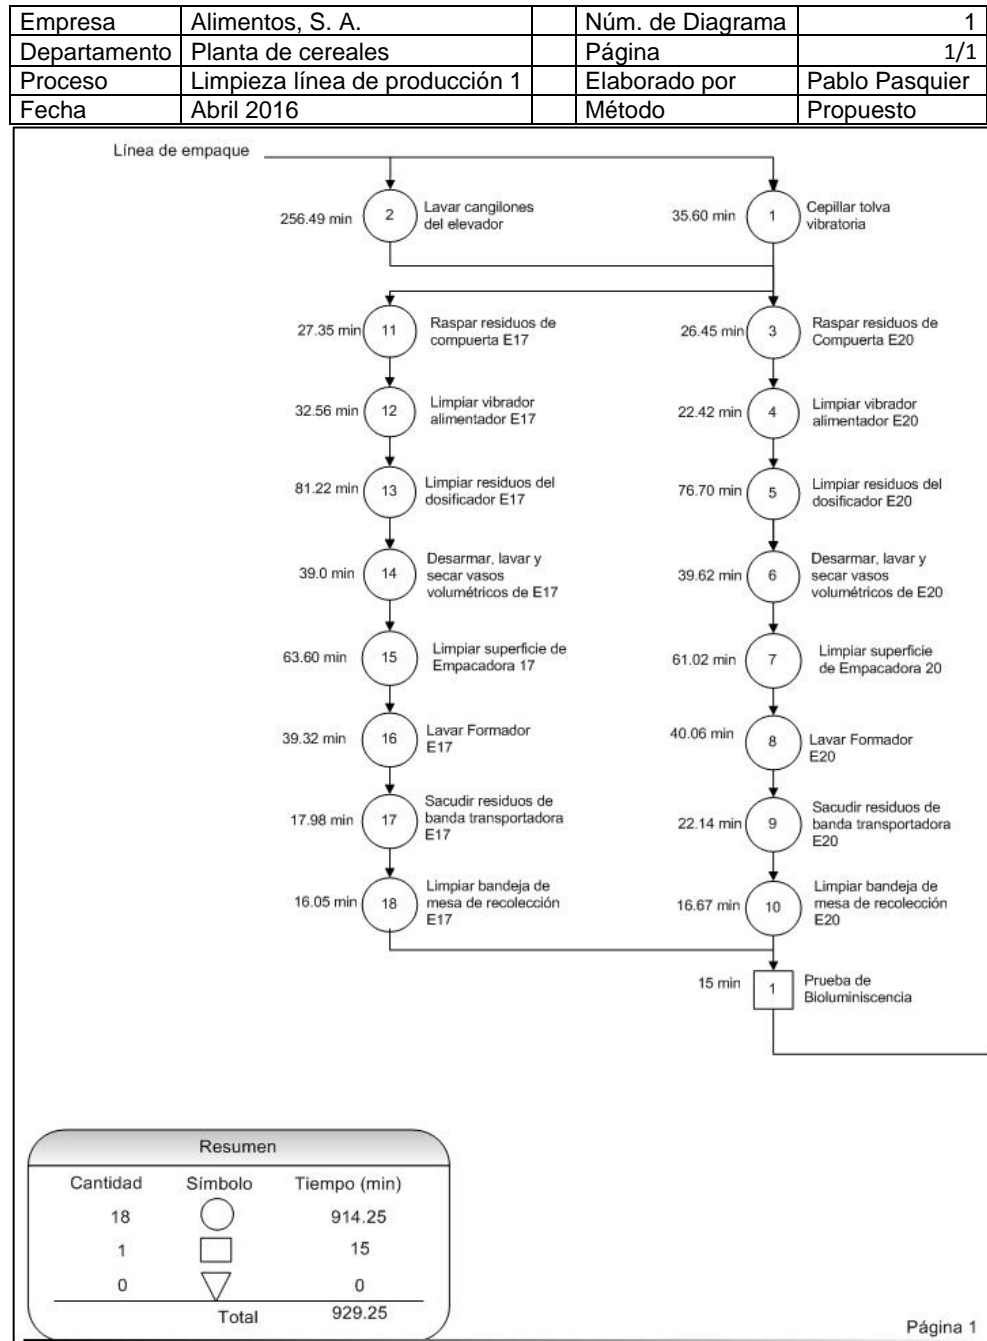 Empresa Alimentos, S. A. Núm. de Diagrama 1
Departamento Planta de cereales Página 1/1
Proceso Limpieza línea de producción 1 Elaborado por Pablo Pasquier
Fecha Abril 2016 Método Propuesto
Línea de empaque
256.49 min 2 Lavar cangilones
del elevador
35.60 min 1 Cepillar tolva
vibratoria
27.35 min 11 Raspar residuos de
compuerta E17
26.45 min 3 Raspar residuos de
Compuerta E20
32.56 min 12 Limpiar vibrador
alimentador E17
22.42 min 4 Limpiar vibrador
alimentador E20
81.22 min 13 Limpiar residuos del
dosificador E17
76.70 min 5 Limpiar residuos del
dosificador E20
39.0 min 14 Desarmar, lavar y
secar vasos
volumétricos de E17
39.62 min 6 Desarmar, lavar y
secar vasos
volumétricos de E20
63.60 min 15 Limpiar superficie de
Empacadora 17
61.02 min 7 Limpiar superficie
de Empacadora 20
39.32 min 16 Lavar Formador
E17
40.06 min 8 Lavar Formador
E20
17.98 min 17 Sacudir residuos de
banda transportadora
E17
22.14 min 9 Sacudir residuos de
banda transportadora
E20
16.05 min 18 Limpiar bandeja de
mesa de recolección
E17
16.67 min 10 Limpiar bandeja de
mesa de recolección
E20
15 min 1 Prueba de
Bioluminiscencia
Resumen
Cantidad Símbolo Tiempo (min)
18 914.25
1 15
0 0
Total 929.25
Página 1